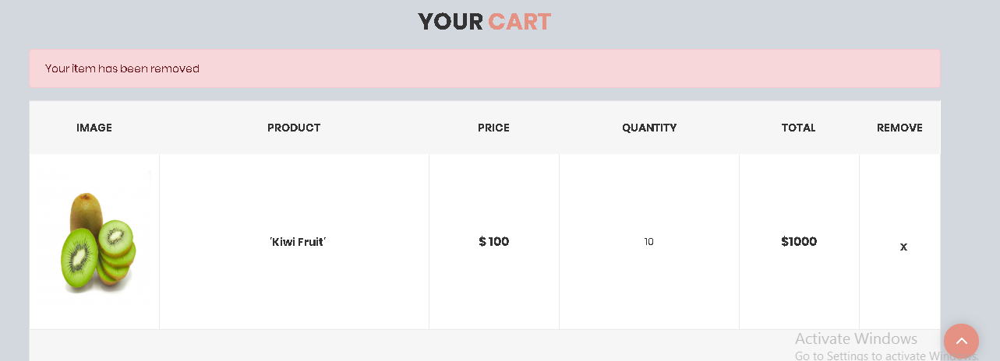 YOUR CART
Your item has been removed
IMAGE PRODUCT PRICE QUANTITY TOTAL REMOVE
'Kiwi Fruit' $ 100 10 $1000 x
Activate Windows
Go to Settings to activate Windows.